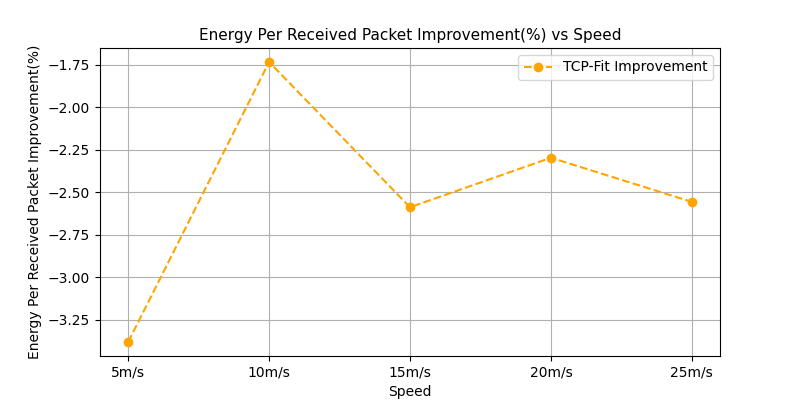 Energy Per Received Packet Improvement(%) vs Speed
Energy Per Received Packet Improvement(%)
−1.75
−2.00
−2.25
−2.50
−2.75
−3.00
−3.25
TCP-Fit Improvement
5m/s
10m/s
15m/s
20m/s
25m/s
Speed